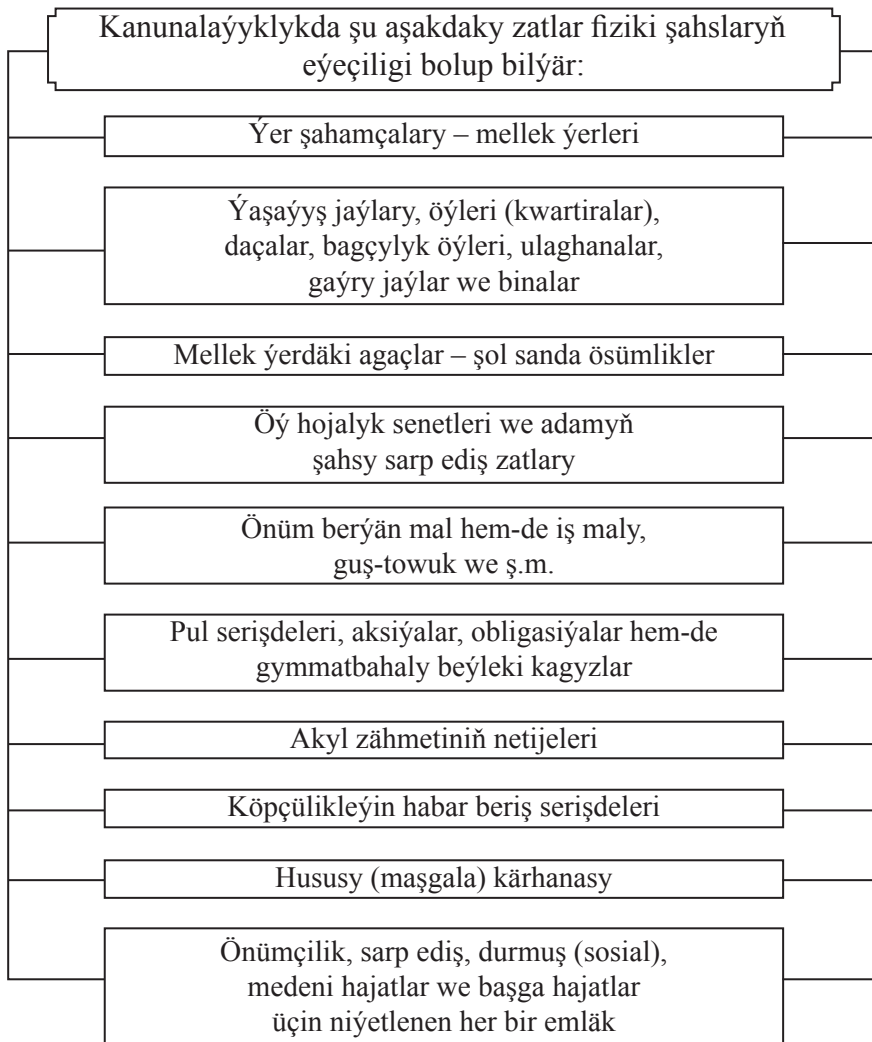 Kanunalaýyklykda şu aşakdaky zatlar fiziki şahslaryň
eýeçiligi bolup bilýär:
Ýer şahamçalary – mellek ýerleri
Ýaşaýyş jaýlary, öýleri (kwartiralar),
daçalar, bagçylyk öýleri, ulaghanalar,
gaýry jaýlar we binalar
Mellek ýerdäki agaçlar – şol sanda ösümlikler
Öý hojalyk senetleri we adamyň
şahsy sarp ediş zatlary
Önüm berýän mal hem-de iş maly,
guş-towuk we ş.m.
Pul serişdeleri, aksiýalar, obligasiýalar hem-de
gymmatbahaly beýleki kagyzlar
Akyl zähmetiniň netijeleri
Köpçülikleýin habar beriş serişdeleri
Hususy (maşgala) kärhanasy
Önümçilik, sarp ediş, durmuş (sosial),
medeni hajatlar we başga hajatlar
üçin niýetlenen her bir emläk